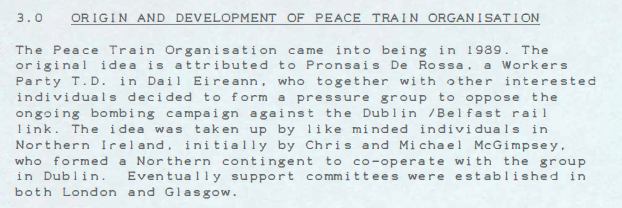 3.0 ORIGIN AND DEVELOPMENT OF PEACE TRAIN ORGANISATION
The Peace Train Organisation came into being in 1989. The
original idea is attributed to Pronsais De Rossa, a Workers
Party T.D. in Dail Eireann, who together with other interested
individuals decided to form a pressure group to oppose the
ongoing bombing campaign against the Dublin /Belfast rail
link. The idea was taken up by like minded individuals in
Northern Ireland, initially by Chris and Michael McGimpsey,
who formed a Northern contingent to co-operate with the group
in Dublin. Eventually support committees were established in
both London and Glasgow.